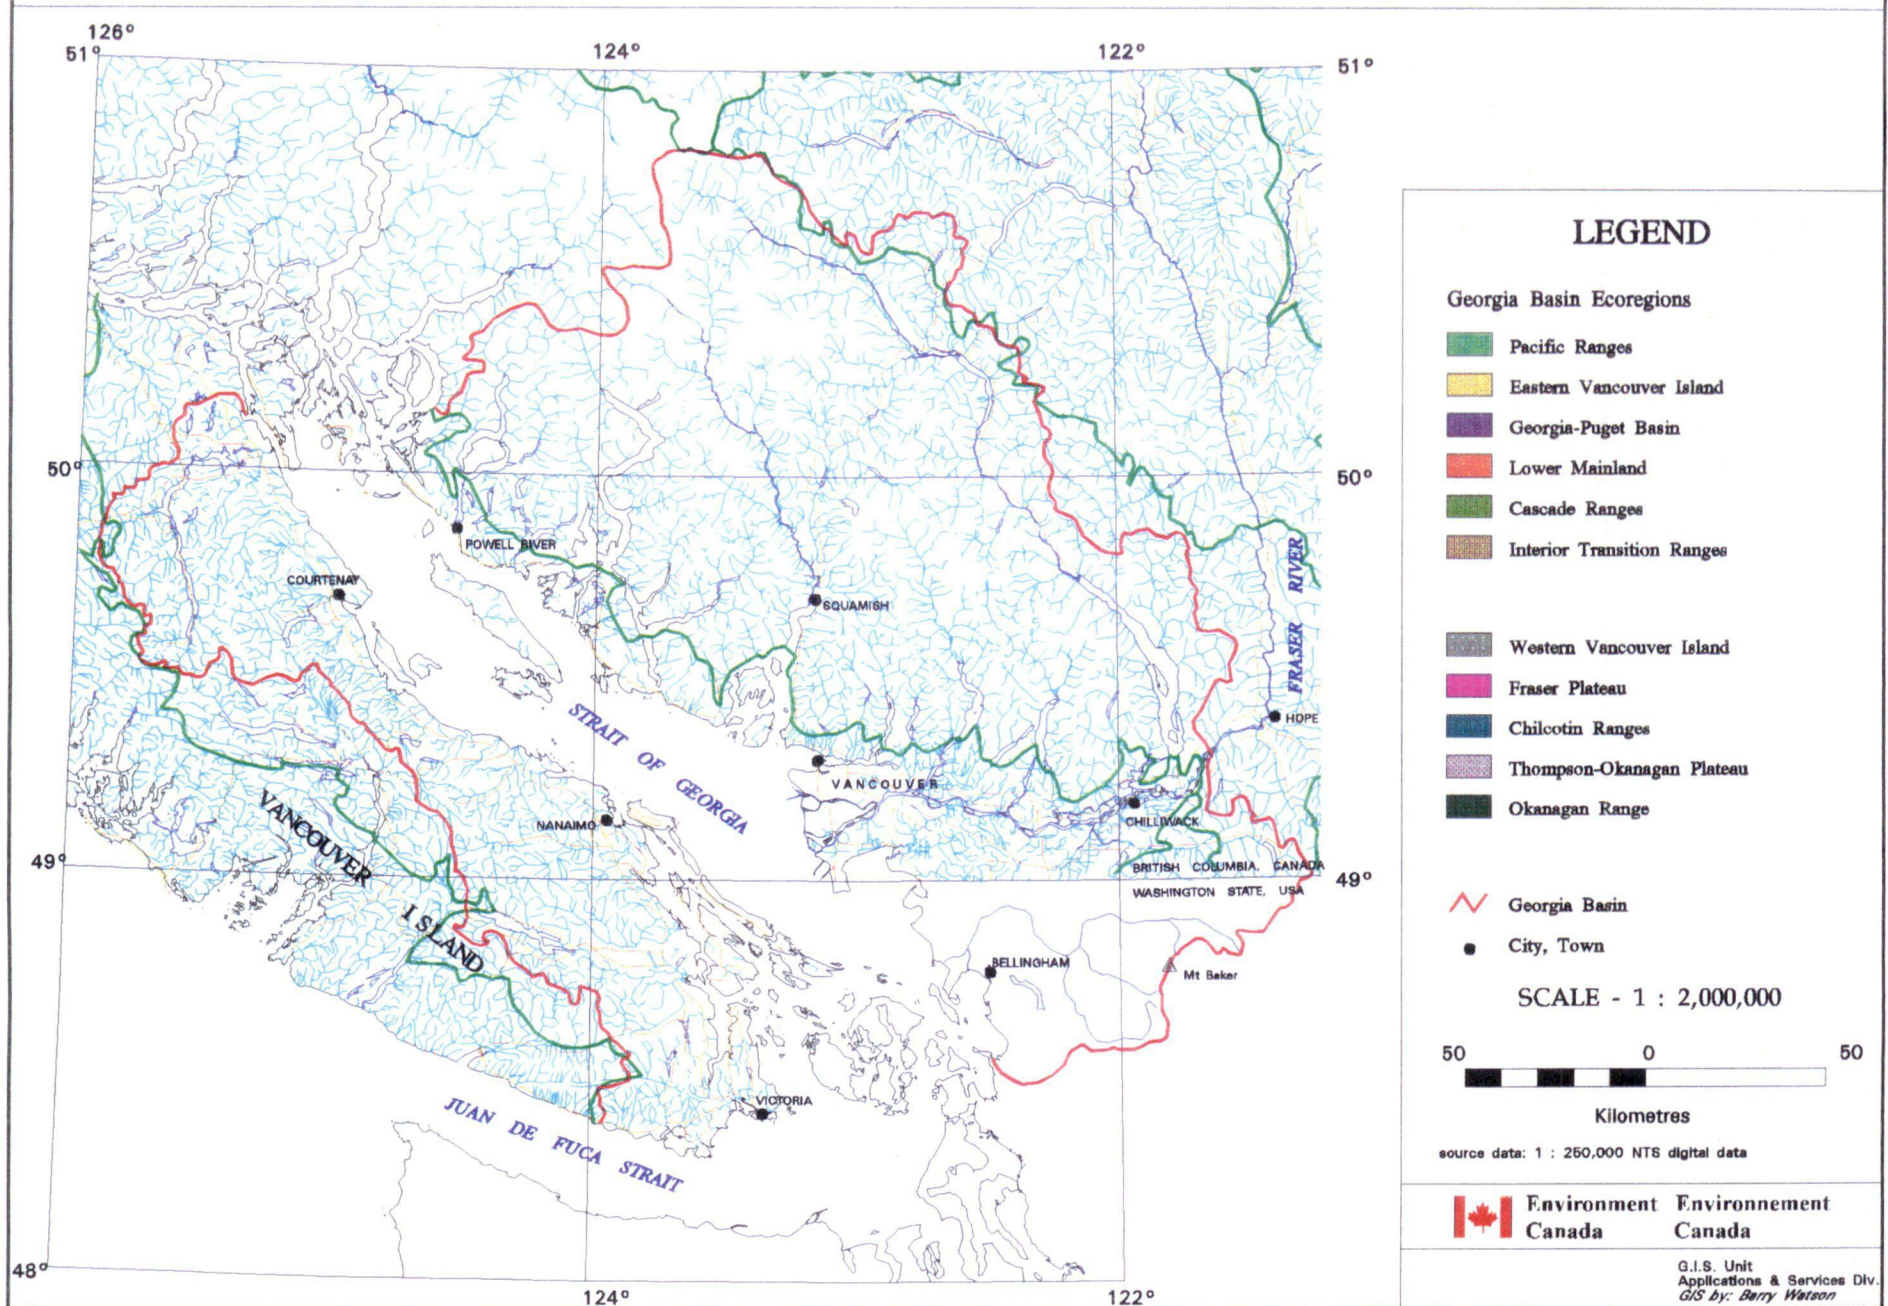 126°
51°
124°
122°
51°
50°
50°
POWELL RIVER
COURTENAY
SQUAMISH
FRASER RIVER
HOPE
STRAIT OF GEORGIA
VANCOUVER
NANAIMO
CHILLIWACK
VANCOUVER ISLAND
49°
BRITISH COLUMBIA, CANADA
49°
WASHINGTON STATE, USA
BELLINGHAM
Mt Baker
VICTORIA
JUAN DE FUCA STRAIT
48°
124°
122°
LEGEND
Georgia Basin Ecoregions
Pacific Ranges
Eastern Vancouver Island
Georgia-Puget Basin
Lower Mainland
Cascade Ranges
Interior Transition Ranges
Western Vancouver Island
Fraser Plateau
Chilcotin Ranges
Thompson-Okanagan Plateau
Okanagan Range
Georgia Basin
City, Town
SCALE - 1 : 2,000,000
50 0 50
Kilometres
source data: 1 : 250,000 NTS digital data
Environment Environnement
Canada Canada
G.I.S. Unit
Applications & Services Div.
GIS by: Barry Watson